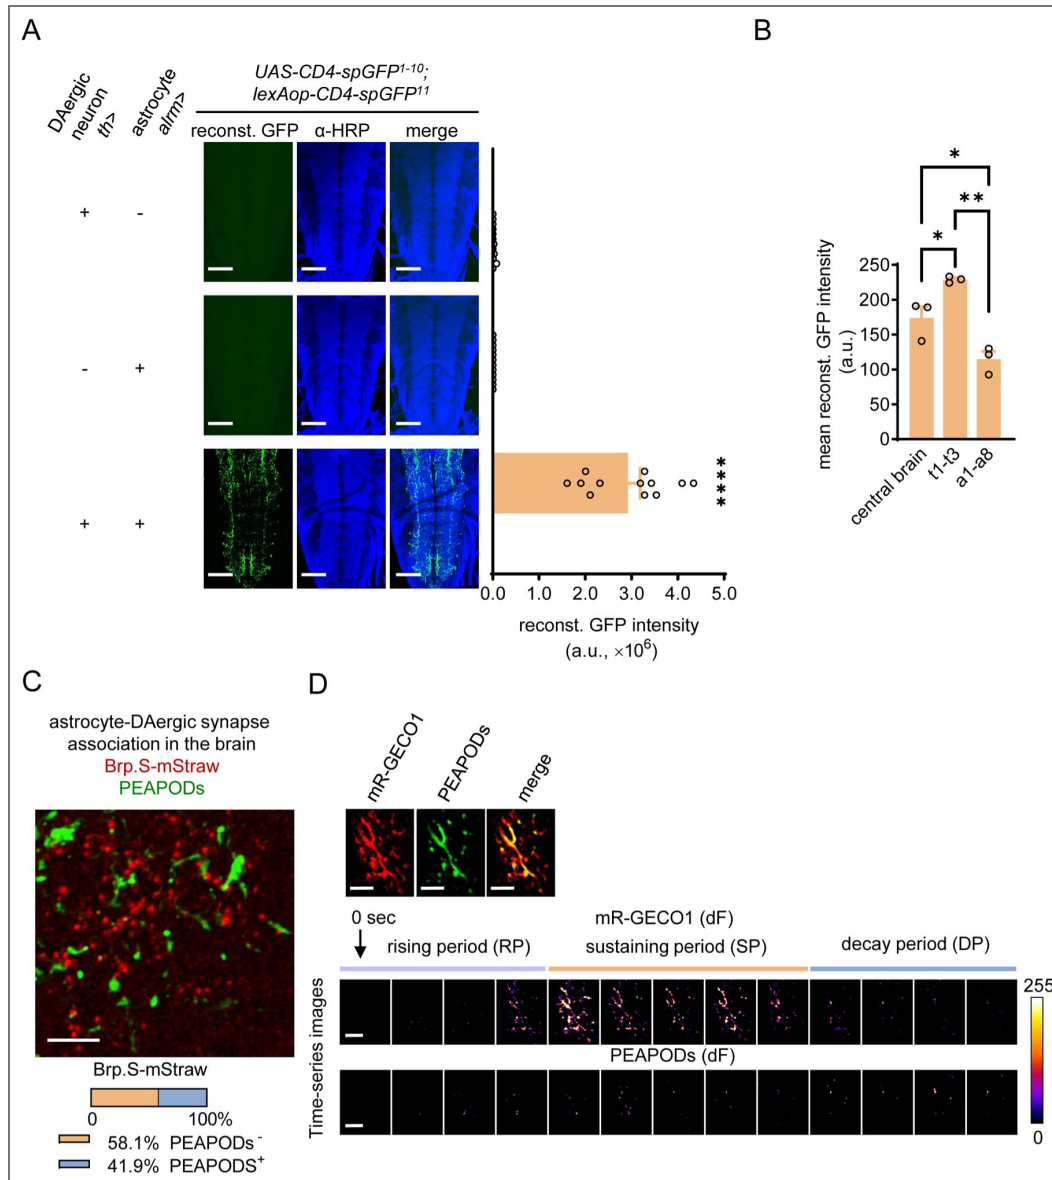 A
DAergic
neuron
th>
astrocyte
alrm>
UAS-CD4-spGFP1-10;
lexAop-CD4-spGFP11
reconst. GFP
α-HRP
merge
+
-
-
+
+
+
****
0.0
1.0
2.0
3.0
4.0
5.0
reconst. GFP intensity
(a.u., ×106)
B
*
**
*
mean reconst. GFP intensity
(a.u.)
250
200
150
100
50
0
central brain
t1-t3
a1-a8
C
astrocyte-DAergic synapse
association in the brain
Brp.S-mStraw
PEAPODs
Brp.S-mStraw
0
100%
58.1% PEAPODs-
41.9% PEAPODS+
D
mR-GECO1
PEAPODs
merge
0 sec
mR-GECO1 (dF)
rising period (RP)
sustaining period (SP)
decay period (DP)
Time-series images
PEAPODs (dF)
255
0